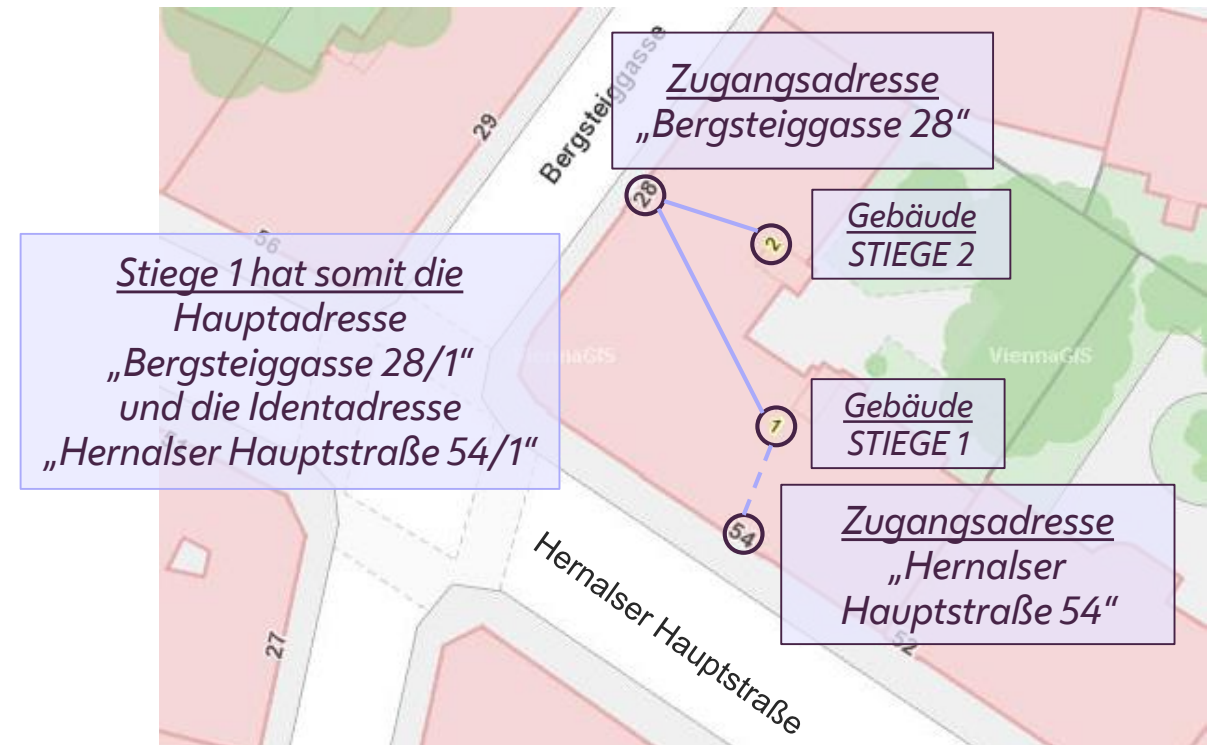 Bergsteiggasse
Zugangsadresse
„Bergsteiggasse 28“
29
28
56
2
Gebäude
STIEGE 2
Stiege 1 hat somit die
Hauptadresse
„Bergsteiggasse 28/1“
und die Identadresse
„Hernalser Hauptstraße 54/1“
ViennaGIS
ViennaGIS
1
Gebäude
STIEGE 1
54
Zugangsadresse
„Hernalser
Hauptstraße 54“
Hernalser Hauptstraße
52
27